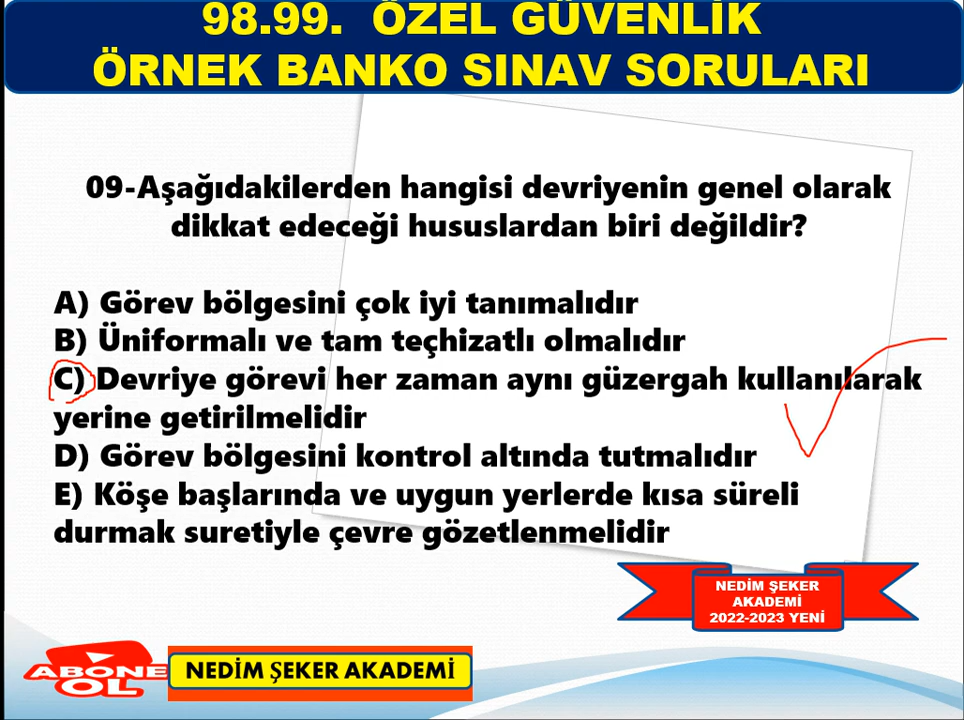 98.99. ÖZEL GÜVENLİK
ÖRNEK BANKO SINAV SORULARI
09-Aşağıdakilerden hangisi devriyenin genel olarak
dikkat edeceği hususlardan biri değildir?
A) Görev bölgesini çok iyi tanımalıdır
B) Üniformalı ve tam teçhizatlı olmalıdır
C) Devriye görevi her zaman aynı güzergah kullanılarak
yerine getirilmelidir
D) Görev bölgesini kontrol altında tutmalıdır
E) Köşe başlarında ve uygun yerlerde kısa süreli
durmak suretiyle çevre gözetlenmelidir
NEDİM ŞEKER
AKADEMİ
2022-2023 YENİ
ABONE
OL
NEDİM ŞEKER AKADEMİ